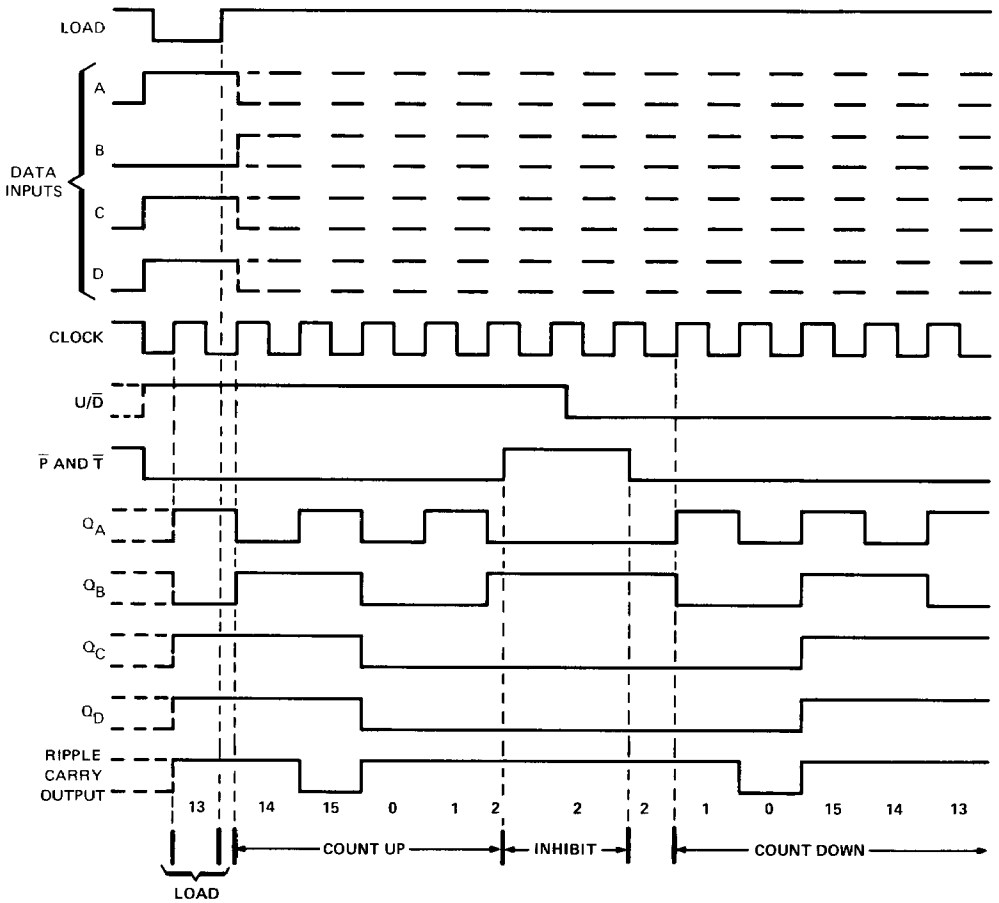 LOAD
A
B
DATA
INPUTS
C
D
CLOCK
U/D̅
P̅ AND T̅
QA
QB
QC
QD
RIPPLE
CARRY
OUTPUT
13 14 15 0 1 2 2 2 1 0 15 14 13
COUNT UP INHIBIT COUNT DOWN
LOAD